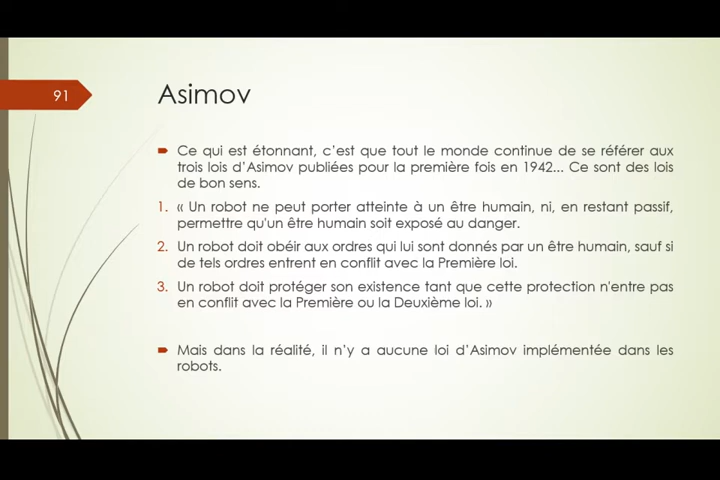 91
Asimov
Ce qui est étonnant, c'est que tout le monde continue de se référer aux
trois lois d'Asimov publiées pour la première fois en 1942... Ce sont des lois
de bon sens.
1. « Un robot ne peut porter atteinte à un être humain, ni, en restant passif,
permettre qu'un être humain soit exposé au danger.
2. Un robot doit obéir aux ordres qui lui sont donnés par un être humain, sauf si
de tels ordres entrent en conflit avec la Première loi.
3. Un robot doit protéger son existence tant que cette protection n'entre pas
en conflit avec la Première ou la Deuxième loi. »
Mais dans la réalité, il n'y a aucune loi d'Asimov implémentée dans les
robots.